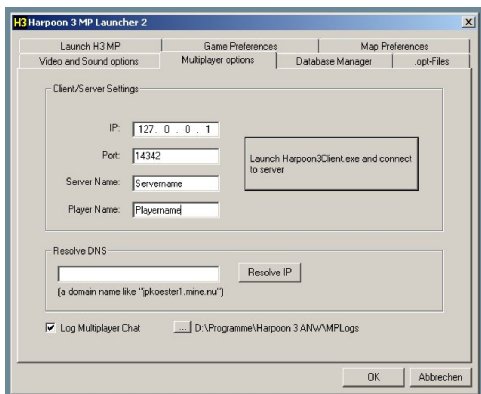 H3 Harpoon 3 MP Launcher 2
Launch H3 MP Game Preferences Map Preferences
Video and Sound options Multiplayer options Database Manager .opt-Files
Client/Server Settings
IP: 127 . 0 . 0 . 1
Port: 14342
Launch Harpoon3Client.exe and connect
to server
Server Name: Servername
Player Name: Playername
Resolve DNS
Resolve IP
(a domain name like "jpkoester1.mine.nu")
Log Multiplayer Chat ... D:\Programme\Harpoon 3 ANW\MPLogs
OK Abbrechen